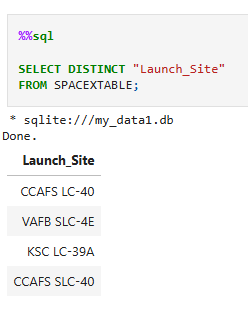 %%sql
SELECT DISTINCT "Launch_Site"
FROM SPACEXTABLE;
* sqlite:///my_data1.db
Done.
Launch_Site
CCAFS LC-40
VAFB SLC-4E
KSC LC-39A
CCAFS SLC-40